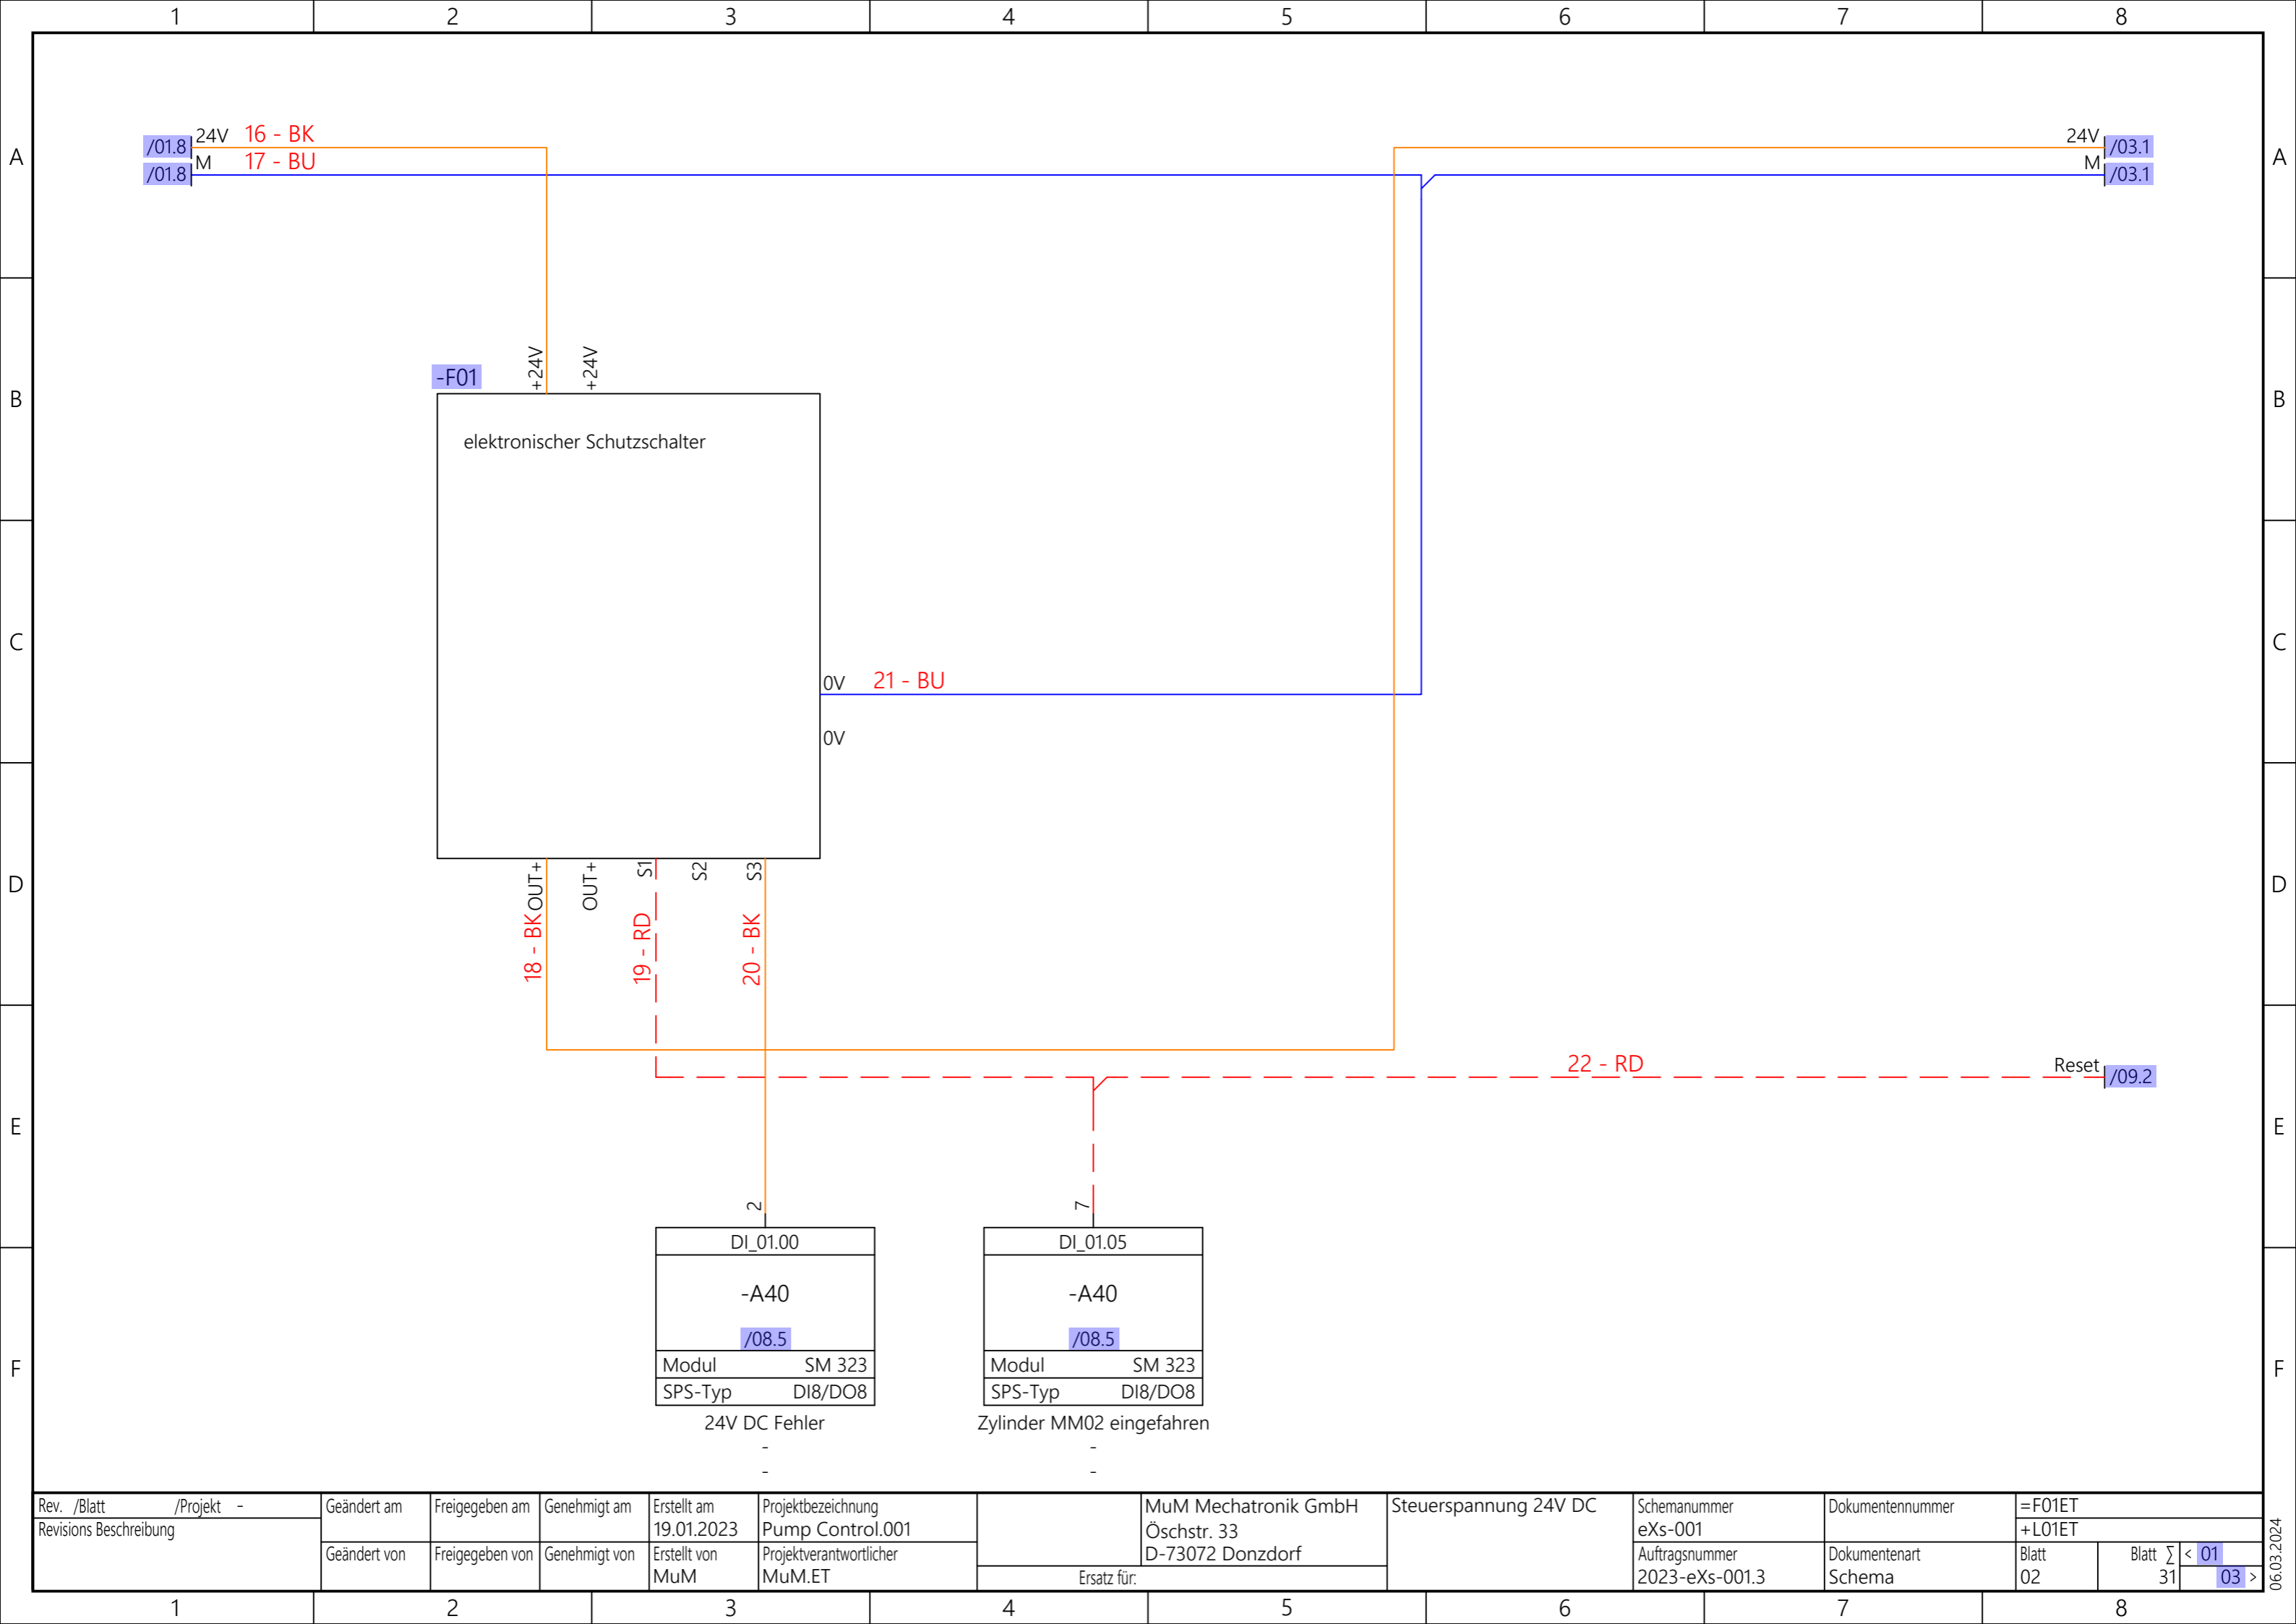 1 2 3 4 5 6 7 8
A A
/01.8 24V 16 - BK 24V /03.1
/01.8 M 17 - BU M /03.1
B B
-F01 +24V +24V
elektronischer Schutzschalter
C C
0V 21 - BU
0V
D D
OUT+ OUT+ S1 S2 S3
18 - BK 19 - RD 20 - BK
22 - RD Reset /09.2
E E
2 7
DI_01.00 DI_01.05
-A40 -A40
/08.5 /08.5
F F
Modul SM 323 Modul SM 323
SPS-Typ DI8/DO8 SPS-Typ DI8/DO8
24V DC Fehler Zylinder MM02 eingefahren
- -
- -
Rev. /Blatt /Projekt - Geändert am Freigegeben am Genehmigt am Erstellt am Projektbezeichnung MuM Mechatronik GmbH Steuerspannung 24V DC Schemanummer Dokumentennummer =F01ET
Revisions Beschreibung 19.01.2023 Pump Control.001 Öschstr. 33 eXs-001 +L01ET
Geändert von Freigegeben von Genehmigt von Erstellt von Projektverantwortlicher D-73072 Donzdorf Auftragsnummer Dokumentenart Blatt Blatt ∑ < 01
MuM MuM.ET Ersatz für: 2023-eXs-001.3 Schema 02 31 03 >
06.03.2024
1 2 3 4 5 6 7 8